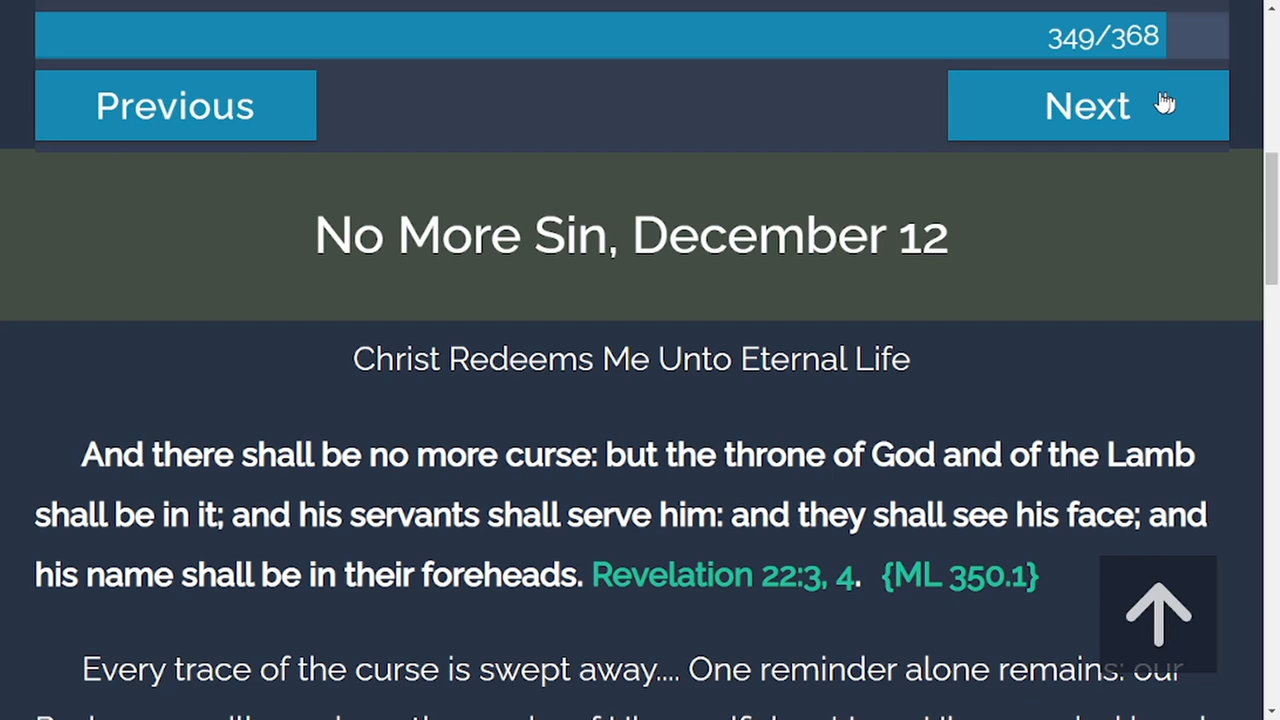 349/368
Previous
Next
No More Sin, December 12
Christ Redeems Me Unto Eternal Life
And there shall be no more curse: but the throne of God and of the Lamb
shall be in it; and his servants shall serve him: and they shall see his face; and
his name shall be in their foreheads. Revelation 22:3, 4. {ML 350.1}
Every trace of the curse is swept away.... One reminder alone remains: our